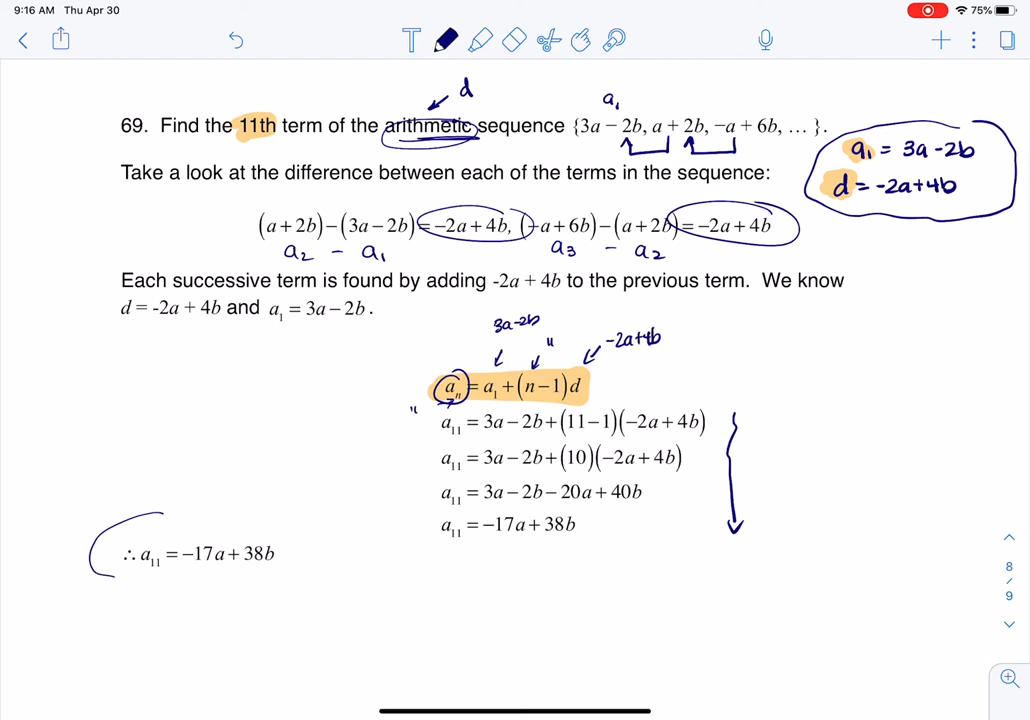 9:16 AM Thu Apr 30
75%
d
a₁
69. Find the 11th term of the arithmetic sequence {3a − 2b, a + 2b, −a + 6b, … }.
a₁ = 3a-2b
d = -2a+4b
Take a look at the difference between each of the terms in the sequence:
(a+2b)−(3a−2b)=−2a+4b, (−a+6b)−(a+2b)=−2a+4b
a₂ − a₁ a₃ − a₂
Each successive term is found by adding -2a + 4b to the previous term. We know
d = -2a + 4b and a₁ = 3a − 2b.
3a-2b
11
-2a+4b
aₙ = a₁ + (n−1)d
11
a₁₁ = 3a − 2b + (11−1)(−2a + 4b)
a₁₁ = 3a − 2b + (10)(−2a + 4b)
a₁₁ = 3a − 2b − 20a + 40b
a₁₁ = −17a + 38b
∴ a₁₁ = −17a + 38b
8
/
9
T